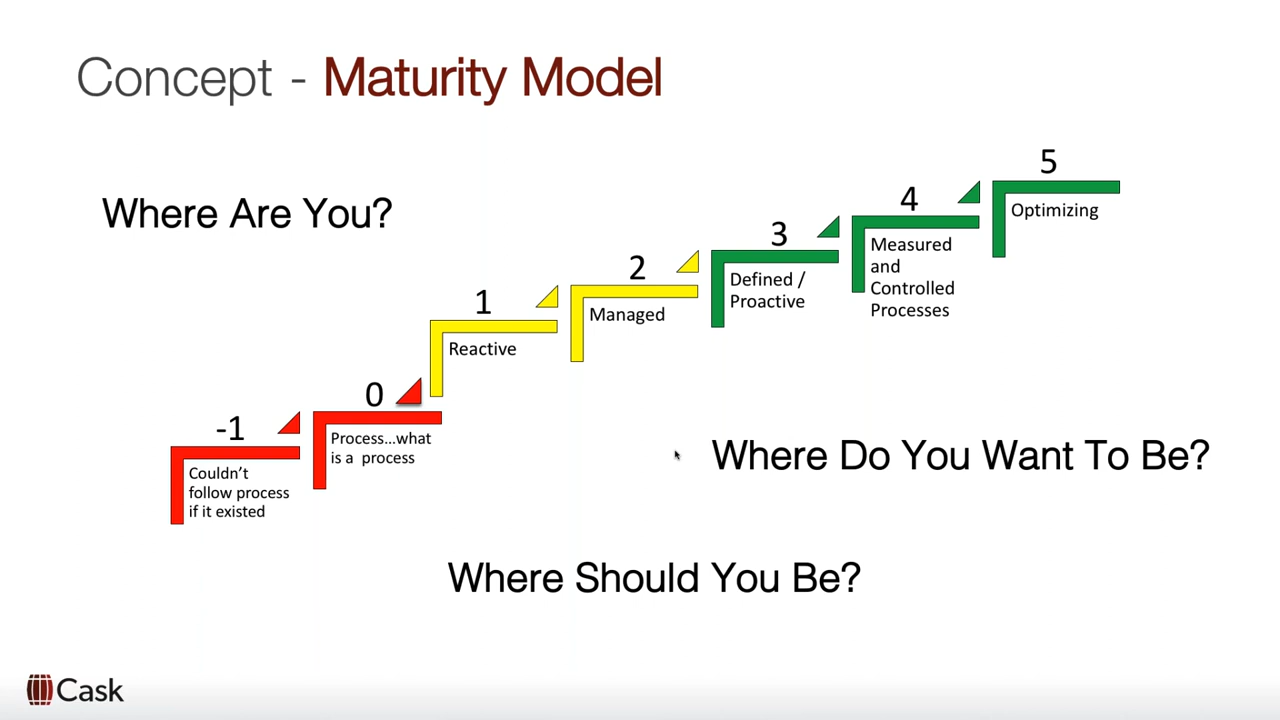 Concept - Maturity Model
Where Are You?
-1
Couldn't
follow process
if it existed
0
Process...what
is a process
1
Reactive
2
Managed
3
Defined /
Proactive
4
Measured
and
Controlled
Processes
5
Optimizing
Where Do You Want To Be?
Where Should You Be?
Cask